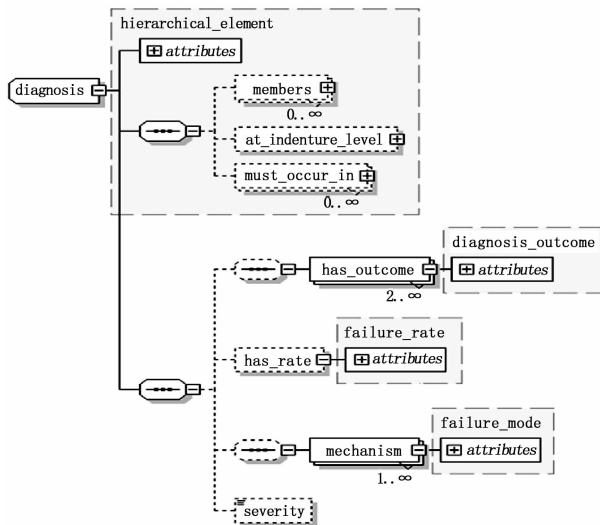 hierarchical_element
attributes
diagnosis
members
0..∞
at_indenture_level
must_occur_in
0..∞
diagnosis_outcome
has_outcome
attributes
2..∞
failure_rate
has_rate
attributes
failure_mode
mechanism
attributes
1..∞
severity